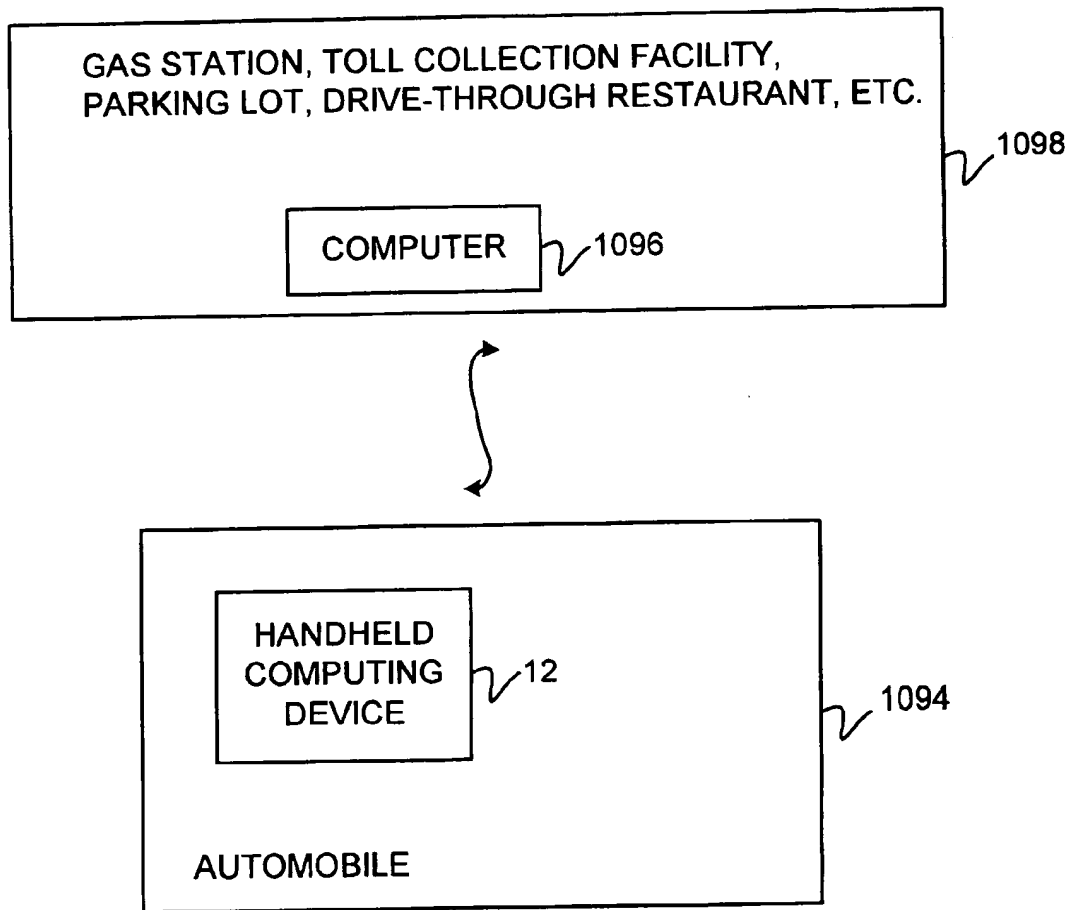 GAS STATION, TOLL COLLECTION FACILITY,
PARKING LOT, DRIVE-THROUGH RESTAURANT, ETC.
1098
COMPUTER
1096
HANDHELD
COMPUTING
DEVICE
12
1094
AUTOMOBILE